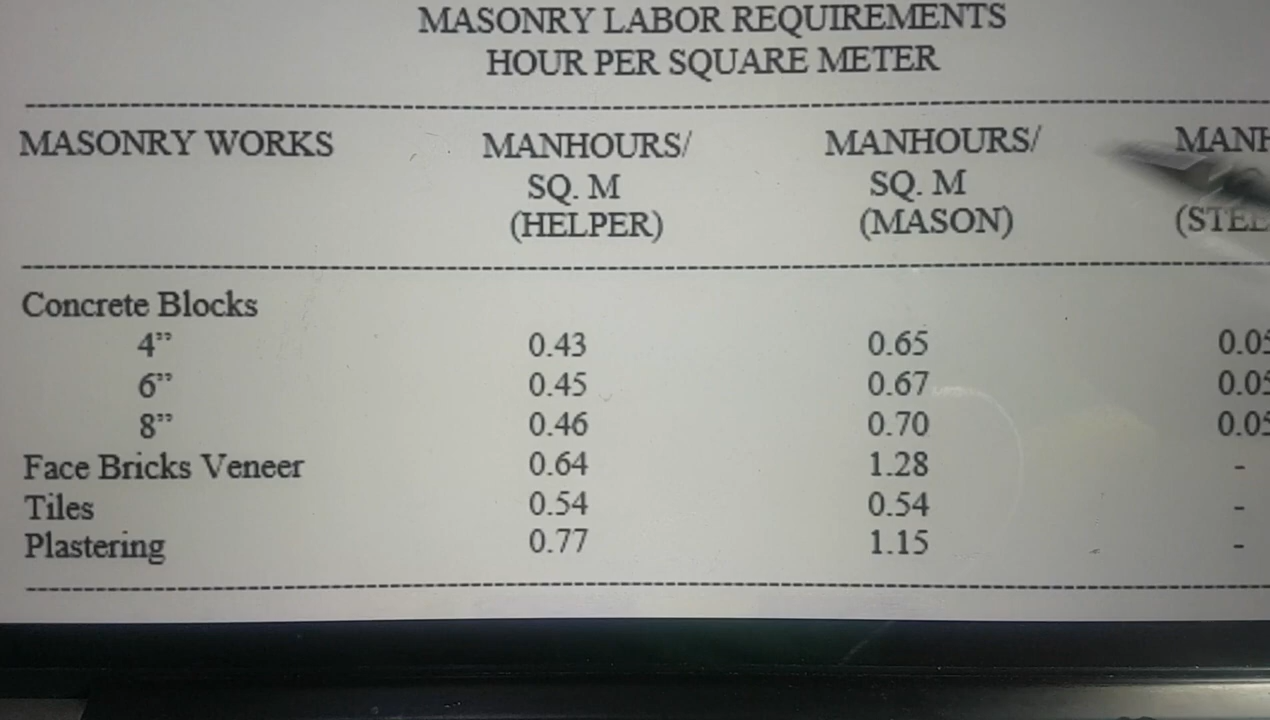 MASONRY LABOR REQUIREMENTS
HOUR PER SQUARE METER
MASONRY WORKS MANHOURS/ MANHOURS/
SQ. M SQ. M
(HELPER) (MASON)
Concrete Blocks
4” 0.43 0.65
6” 0.45 0.67
8” 0.46 0.70
Face Bricks Veneer 0.64 1.28 -
Tiles 0.54 0.54 -
Plastering 0.77 1.15 -